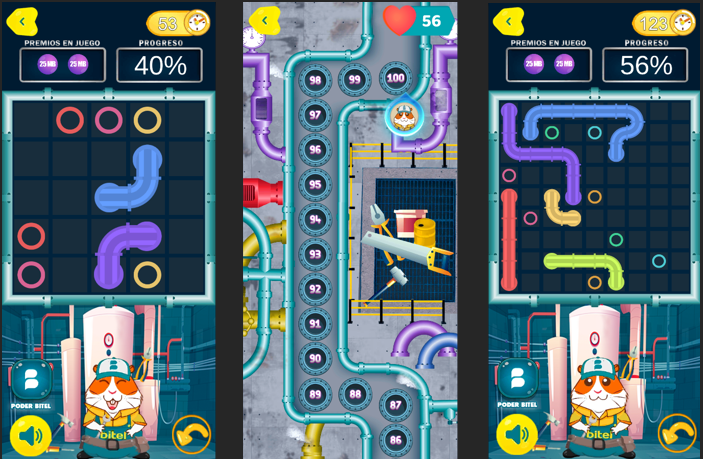 53
PREMIOS EN JUEGO
PROGRESO
25 MB
25 MB
40%
PODER BITEL
bitel
56
98
99
100
97
96
95
94
93
92
91
90
89
88
87
86
123
PREMIOS EN JUEGO
PROGRESO
25 MB
25 MB
56%
PODER BITEL
bitel